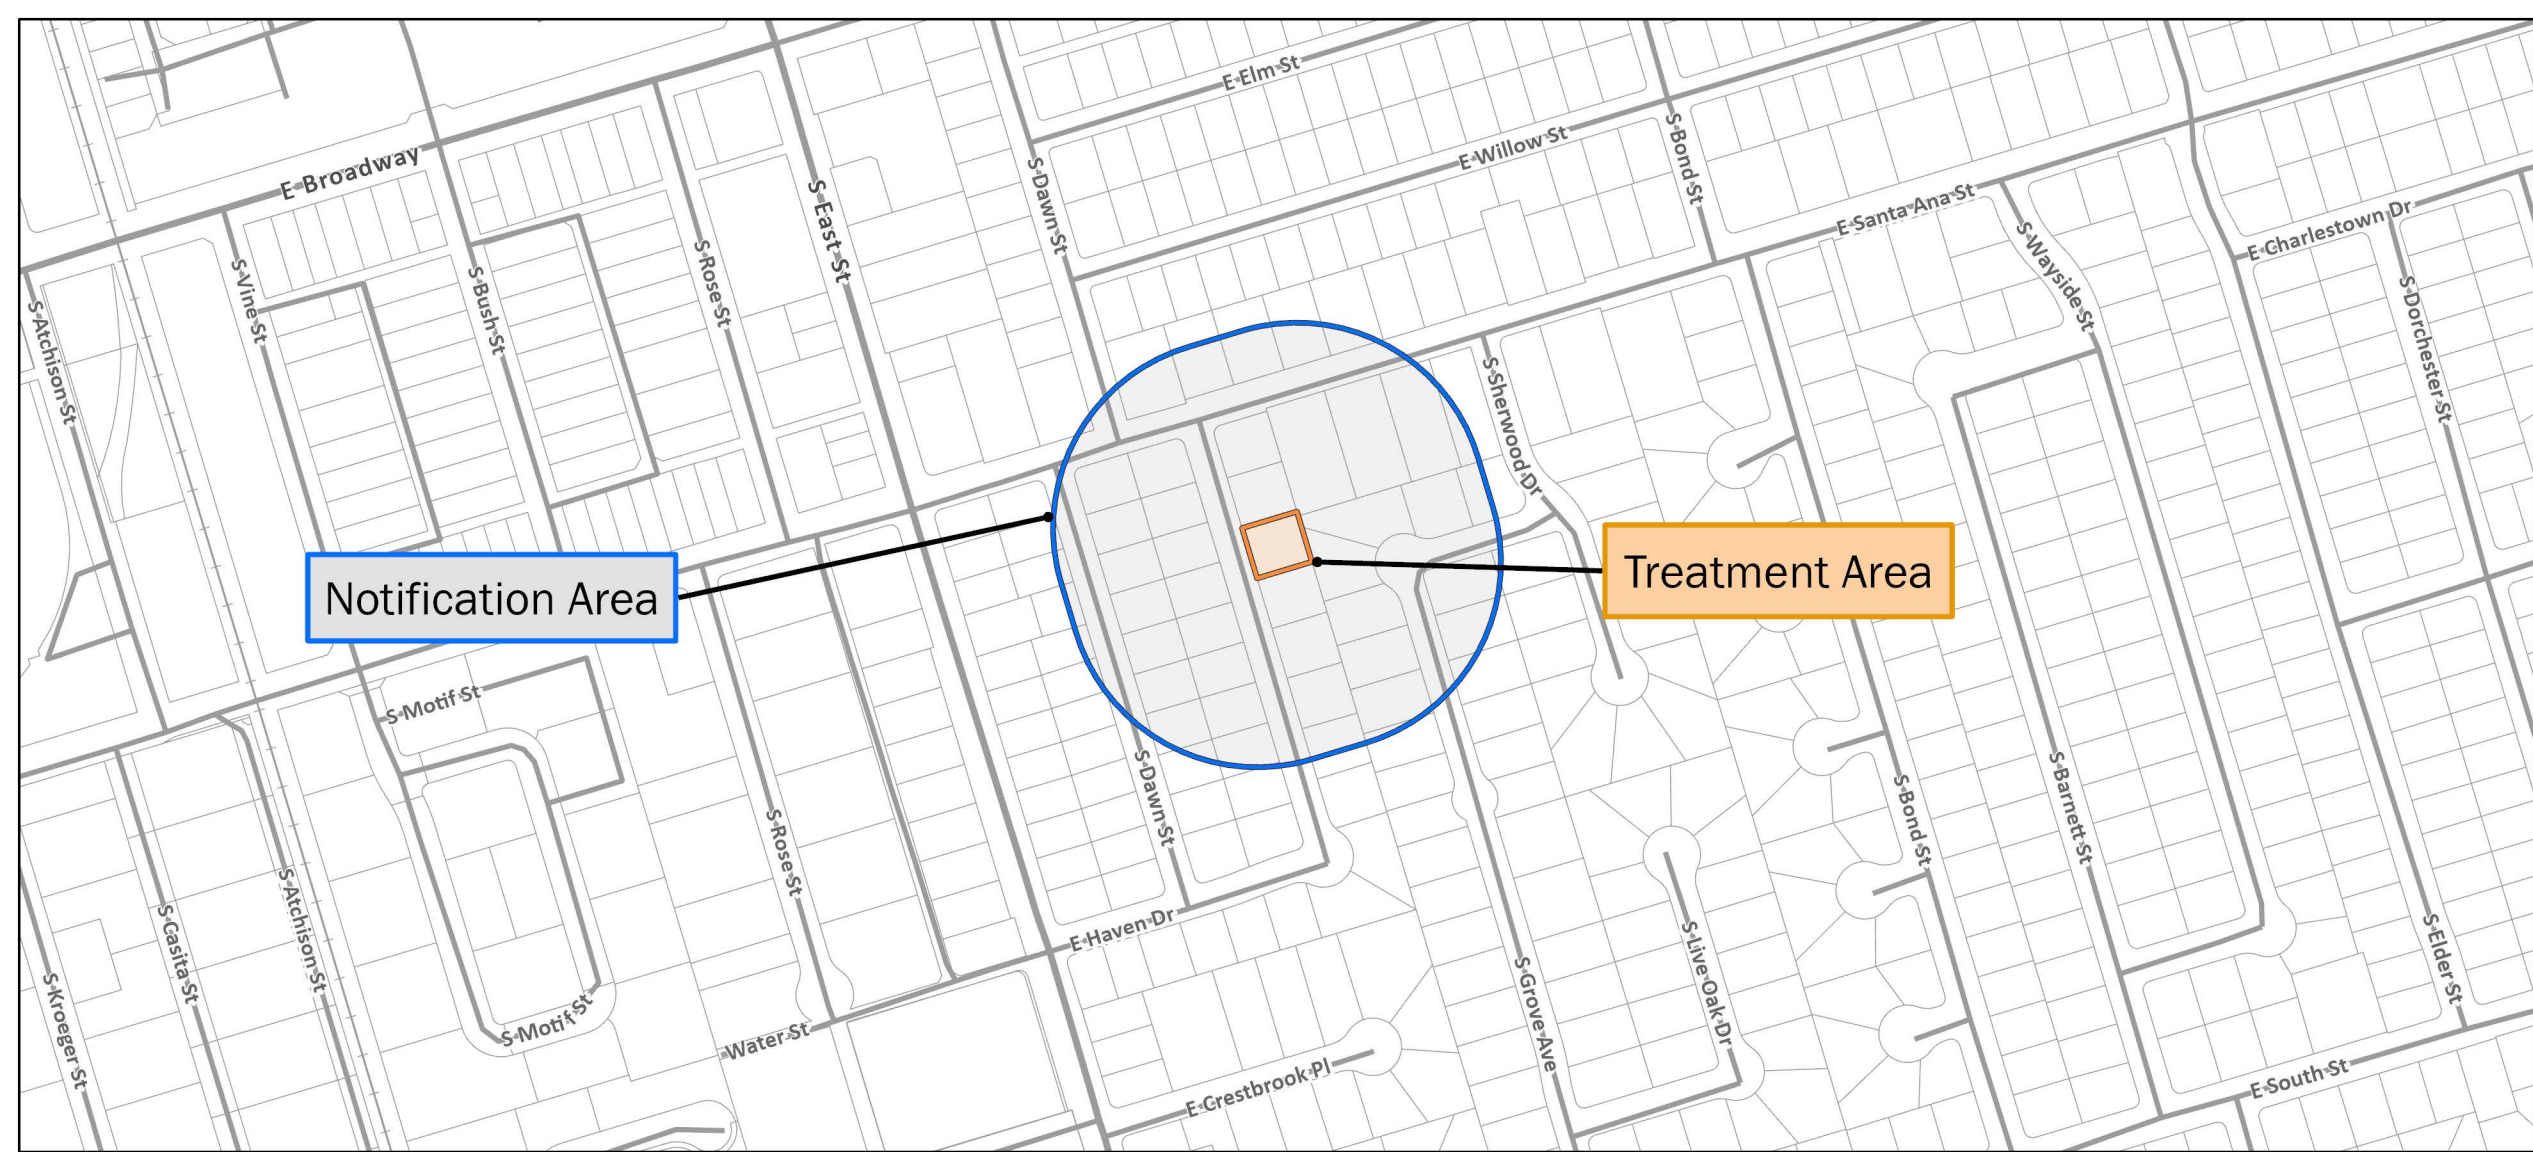 E Elm St
E Willow St
S Bond St
E Broadway
S Dawn St
S East St
E Santa Ana St
E Charlestown Dr
S Wayside St
S Rose St
S Vine St
S Bush St
S Atchison St
S Dorchester St
S Sherwood Dr
Notification Area
Treatment Area
S Motif St
S Dawn St
S Rose St
S Bond St
S Barnett St
S Casita St
S Atchison St
E Haven Dr
S Live Oak Dr
S Elder St
S Grove Ave
S Kroeger St
S Motif St
Water St
E Crestbrook Pl
E South St